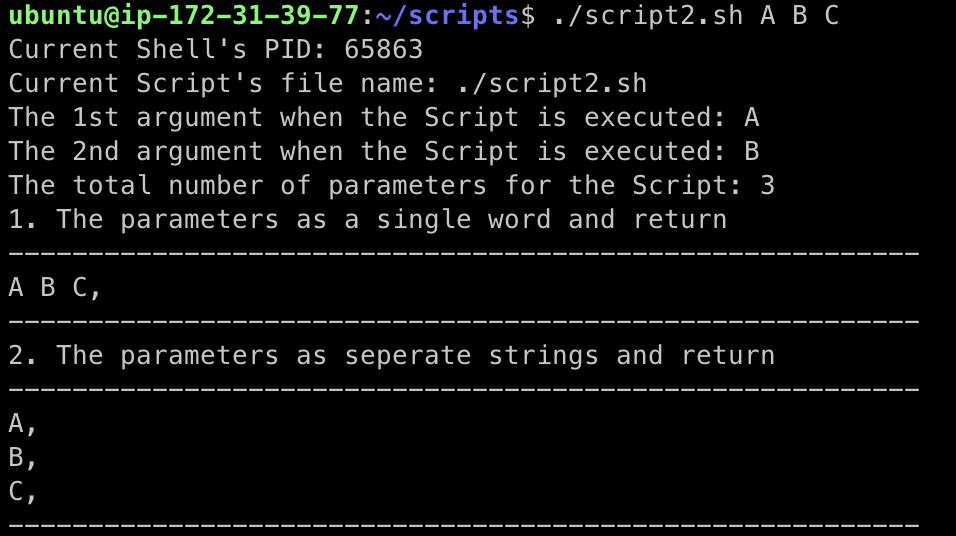 ubuntu@ip-172-31-39-77:~/scripts$ ./script2.sh A B C
Current Shell's PID: 65863
Current Script's file name: ./script2.sh
The 1st argument when the Script is executed: A
The 2nd argument when the Script is executed: B
The total number of parameters for the Script: 3
1. The parameters as a single word and return
---------------------------------------------------------
A B C,
---------------------------------------------------------
2. The parameters as seperate strings and return
---------------------------------------------------------
A,
B,
C,
---------------------------------------------------------